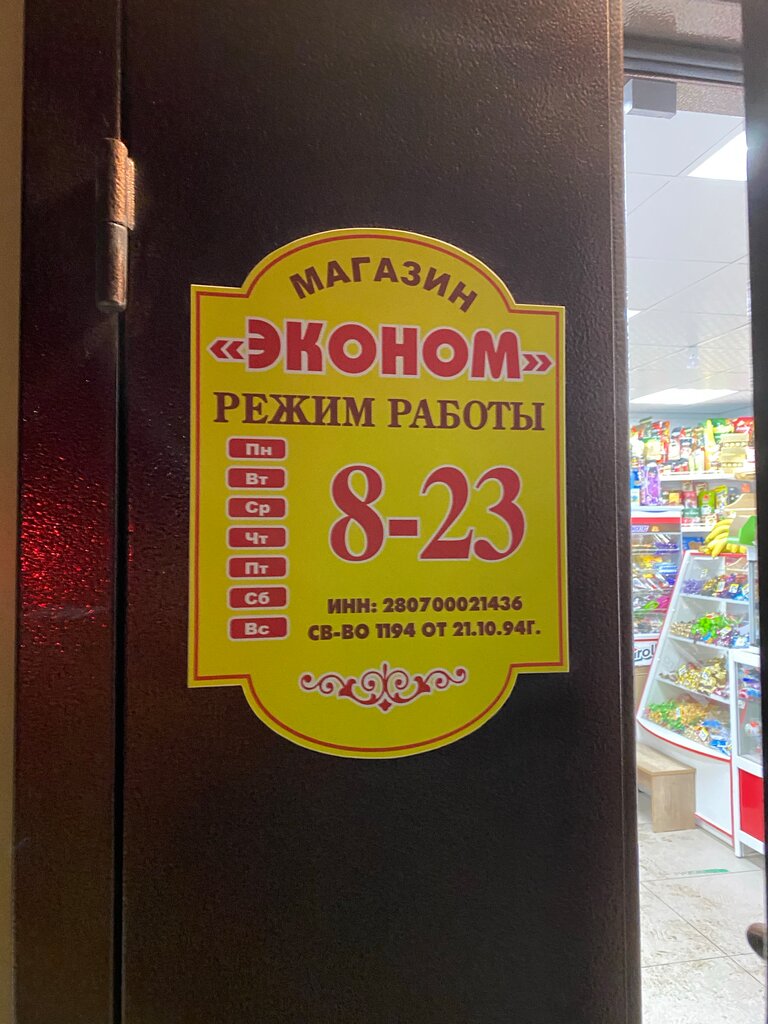 МАГАЗИН
«ЭКОНОМ»
РЕЖИМ РАБОТЫ
Пн
Вт
Ср
Чт
Пт
Сб
Вс
8-23
ИНН: 280700021436
СВ-ВО 1194 ОТ 21.10.94г.